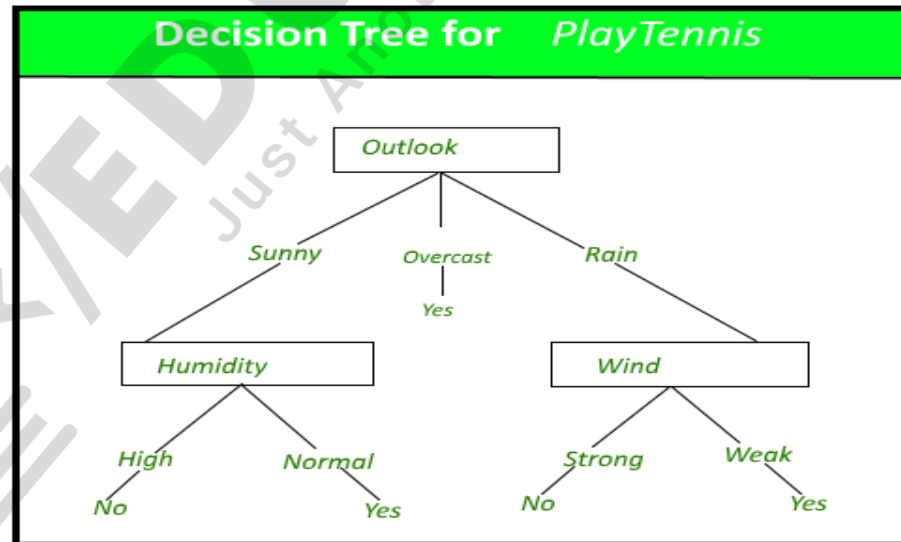 Decision Tree for PlayTennis
Outlook
Sunny Overcast Rain
Yes
Humidity Wind
High Normal Strong Weak
No Yes No Yes
Just